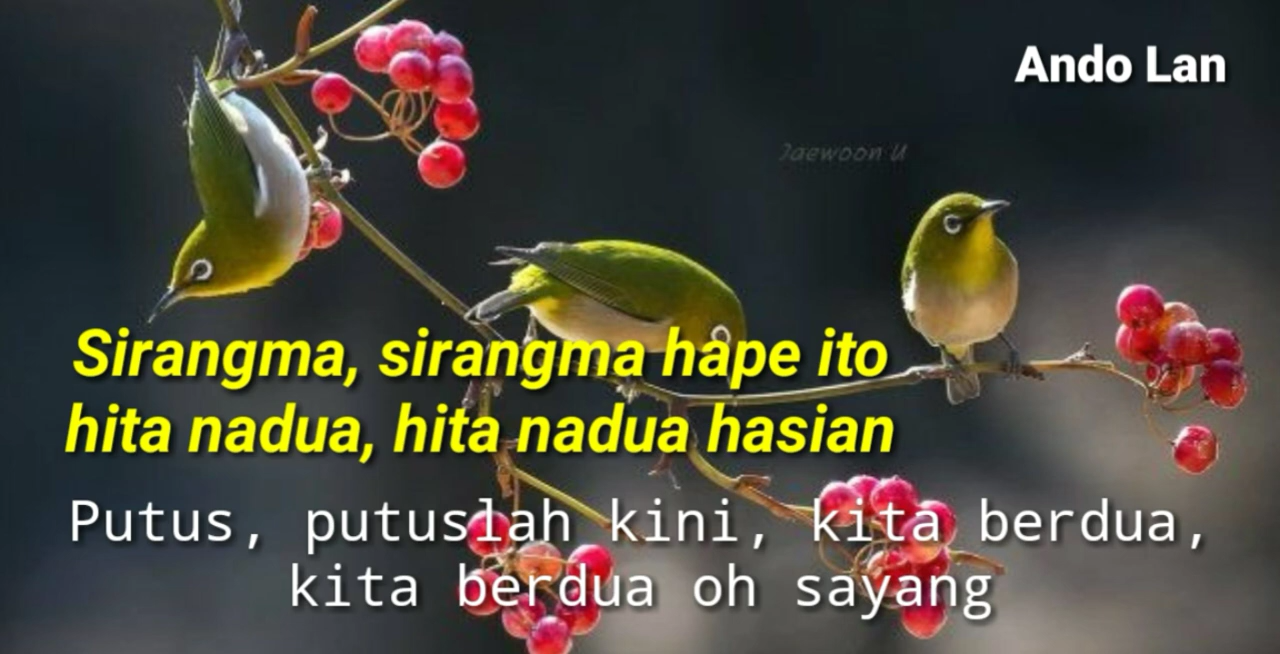 Ando Lan
Jaewoon U
Sirangma, sirangma hape ito
hita nadua, hita nadua hasian
Putus, putuslah kini, kita berdua,
kita berdua oh sayang